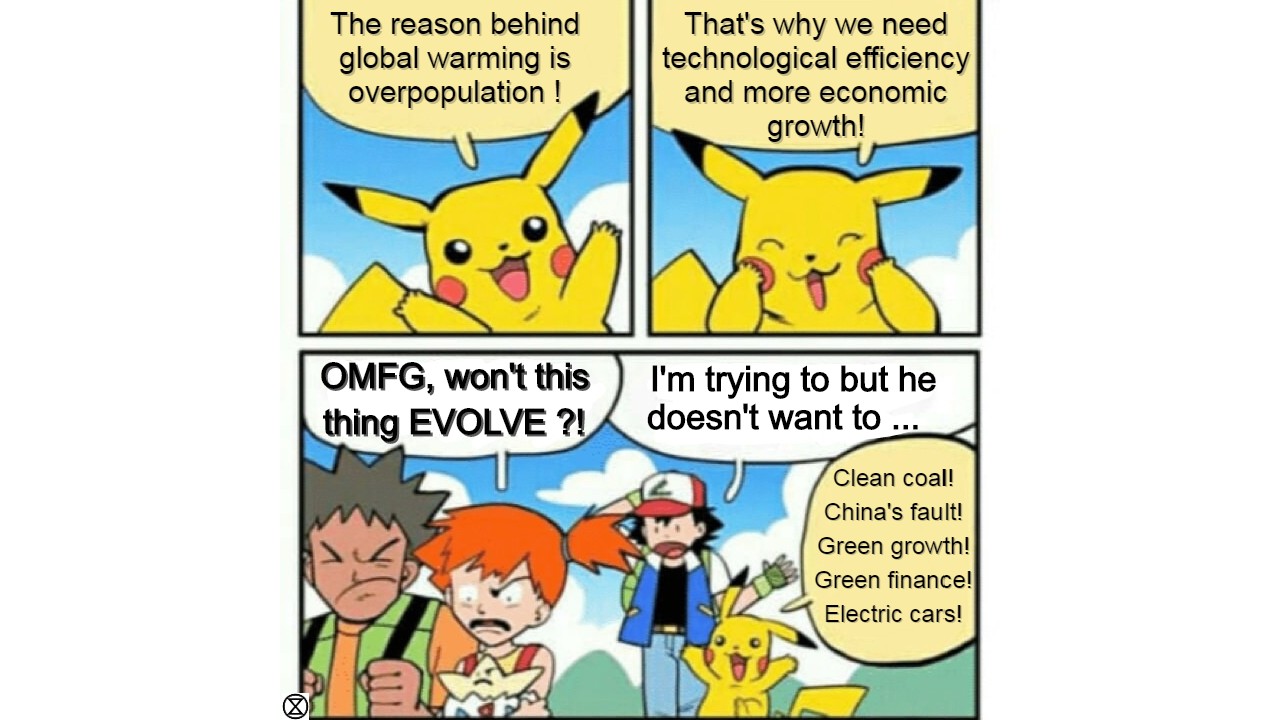 The reason behind
global warming is
overpopulation !
That's why we need
technological efficiency
and more economic
growth!
OMFG, won't this
thing EVOLVE ?!
I'm trying to but he
doesn't want to ...
Clean coal!
China's fault!
Green growth!
Green finance!
Electric cars!